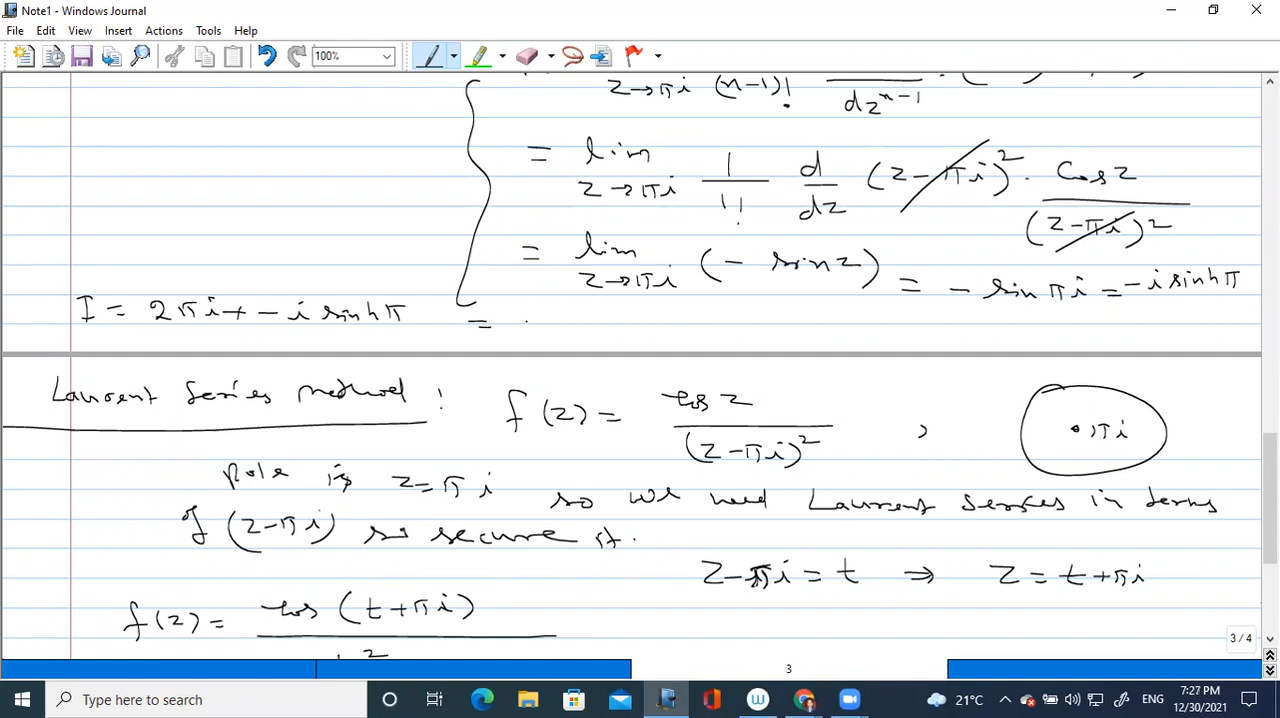 Note1 - Windows Journal
File Edit View Insert Actions Tools Help
100%
z→πi (n-1)! dz^{n-1}
= lim_{z→πi} 1/1! d/dz (z-πi)^2 · Cos z/(z-πi)^2
= lim_{z→πi} (- sin z) = - sin πi = -i sinh π
I = 2πi × -i sinh π =
Laurent Series method : f(z) = cos z/(z-πi)^2 , πi
pole is z=πi so we need Laurent Series in terms
of (z-πi) so secure it.
z-πi = t ⇒ z = t+πi
f(z) = cos (t+πi)
3 / 4
3
Type here to search
21°C ENG 7:27 PM
12/30/2021